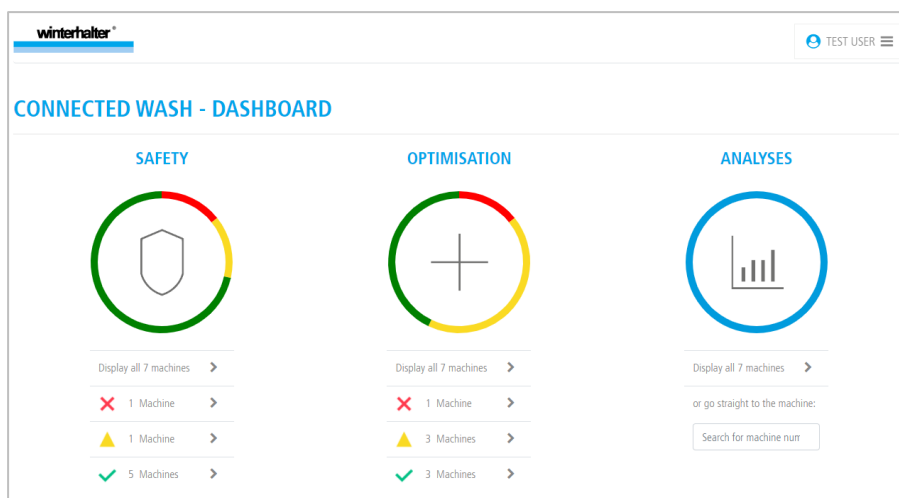 winterhalter®
TEST USER
CONNECTED WASH - DASHBOARD
SAFETY
Display all 7 machines
1 Machine
1 Machine
5 Machines
OPTIMISATION
Display all 7 machines
1 Machine
3 Machines
3 Machines
ANALYSES
Display all 7 machines
or go straight to the machine:
Search for machine num